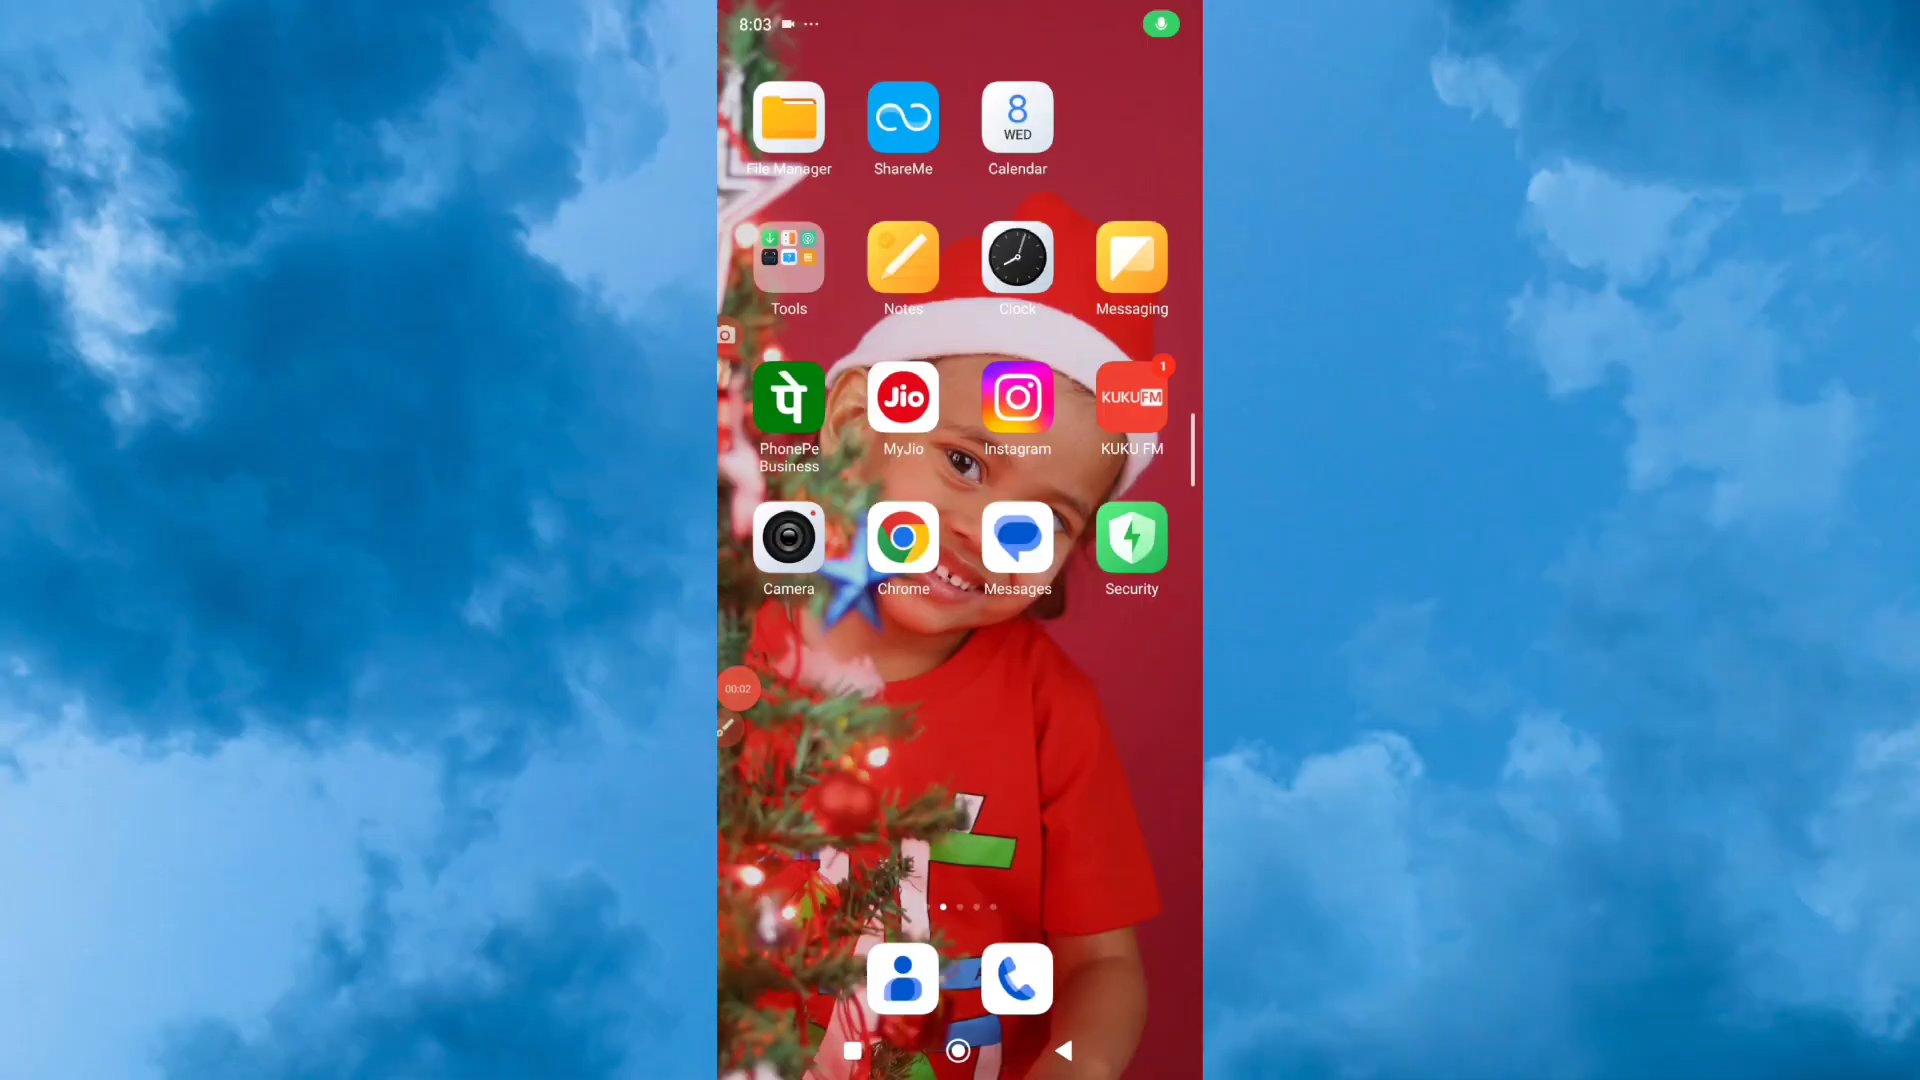 8:03
8
WED
File Manager
ShareMe
Calendar
Tools
Notes
Clock
Messaging
पे
Jio
KUKU FM
1
PhonePe
Business
MyJio
Instagram
KUKU FM
Camera
Chrome
Messages
Security
00:02